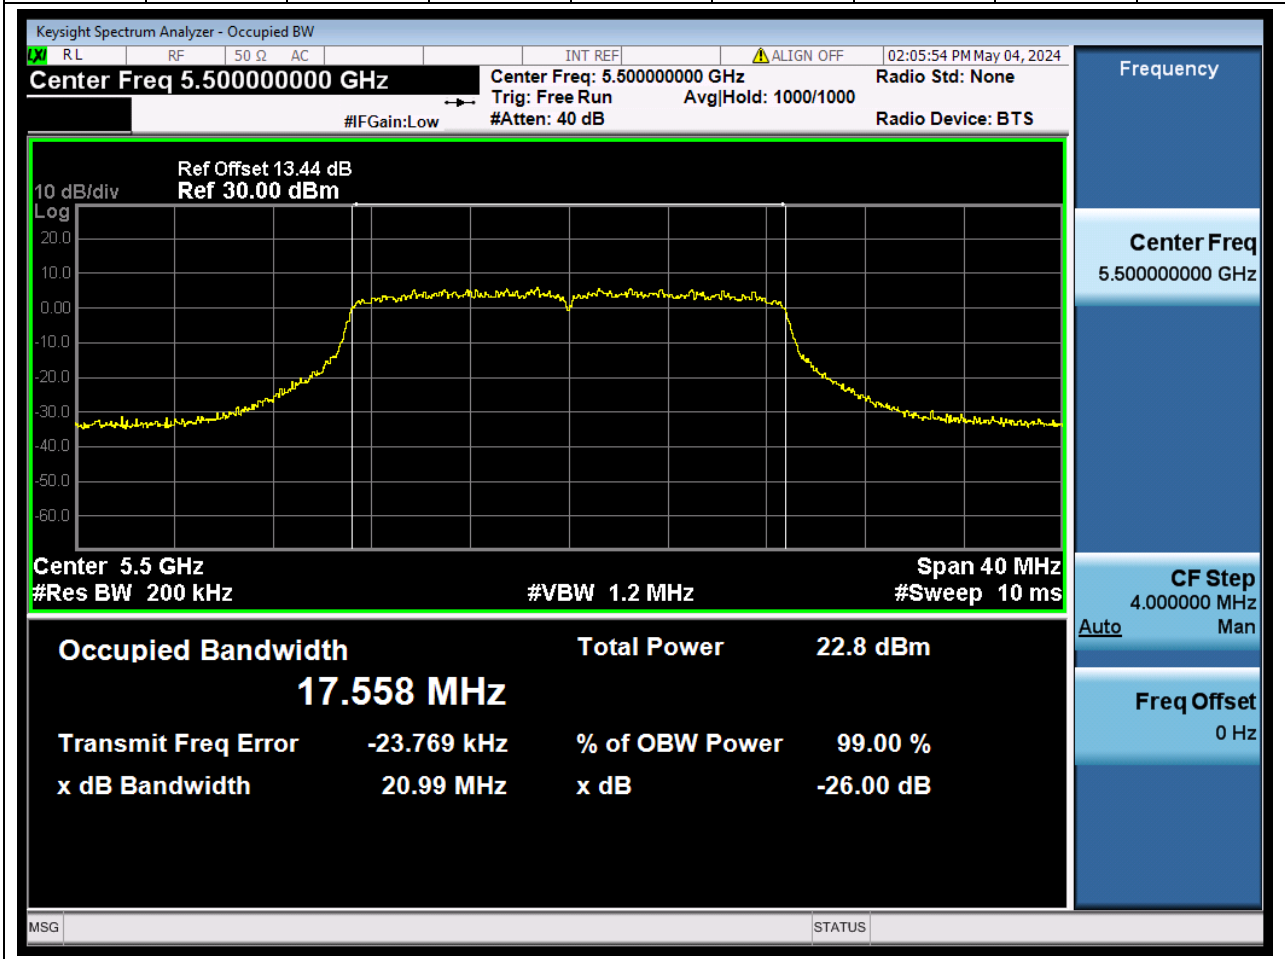 Keysight Spectrum Analyzer - Occupied BW
LXI RL RF 50 Ω AC INT REF ALIGN OFF 02:05:54 PM May 04, 2024
Center Freq 5.500000000 GHz
Center Freq: 5.500000000 GHz
Radio Std: None
Trig: Free Run Avg|Hold: 1000/1000
#IFGain:Low
#Atten: 40 dB
Radio Device: BTS
Ref Offset 13.44 dB
10 dB/div Ref 30.00 dBm
Log
20.0
10.0
0.00
-10.0
-20.0
-30.0
-40.0
-50.0
-60.0
Center 5.5 GHz Span 40 MHz
#Res BW 200 kHz #VBW 1.2 MHz #Sweep 10 ms
Occupied Bandwidth Total Power 22.8 dBm
17.558 MHz
Transmit Freq Error -23.769 kHz % of OBW Power 99.00 %
x dB Bandwidth 20.99 MHz x dB -26.00 dB
MSG STATUS
Frequency
Center Freq
5.500000000 GHz
CF Step
4.000000 MHz
Auto Man
Freq Offset
0 Hz